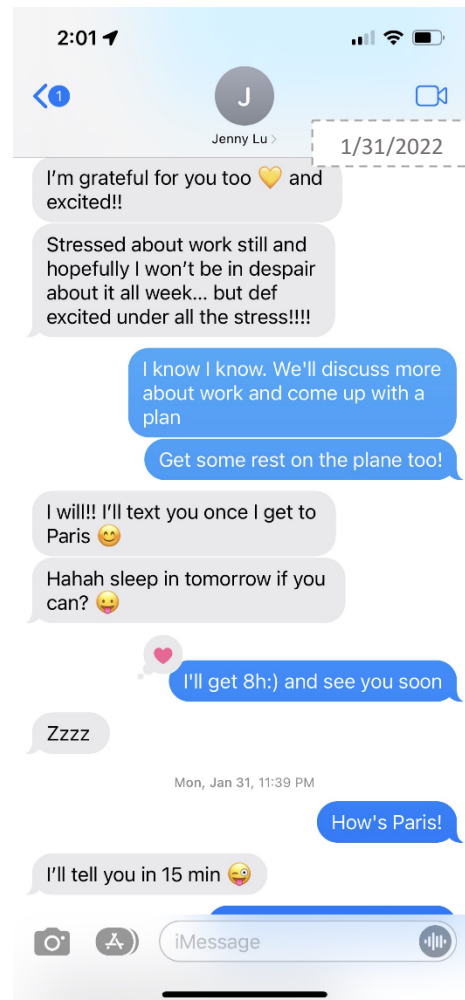 2:01
1
J
Jenny Lu
1/31/2022
I'm grateful for you too 💛 and
excited!!
Stressed about work still and
hopefully I won't be in despair
about it all week... but def
excited under all the stress!!!!
I know I know. We'll discuss more
about work and come up with a
plan
Get some rest on the plane too!
I will!! I'll text you once I get to
Paris 😊
Hahah sleep in tomorrow if you
can? 😛
I'll get 8h:) and see you soon
Zzzz
Mon, Jan 31, 11:39 PM
How's Paris!
I'll tell you in 15 min 😜
iMessage